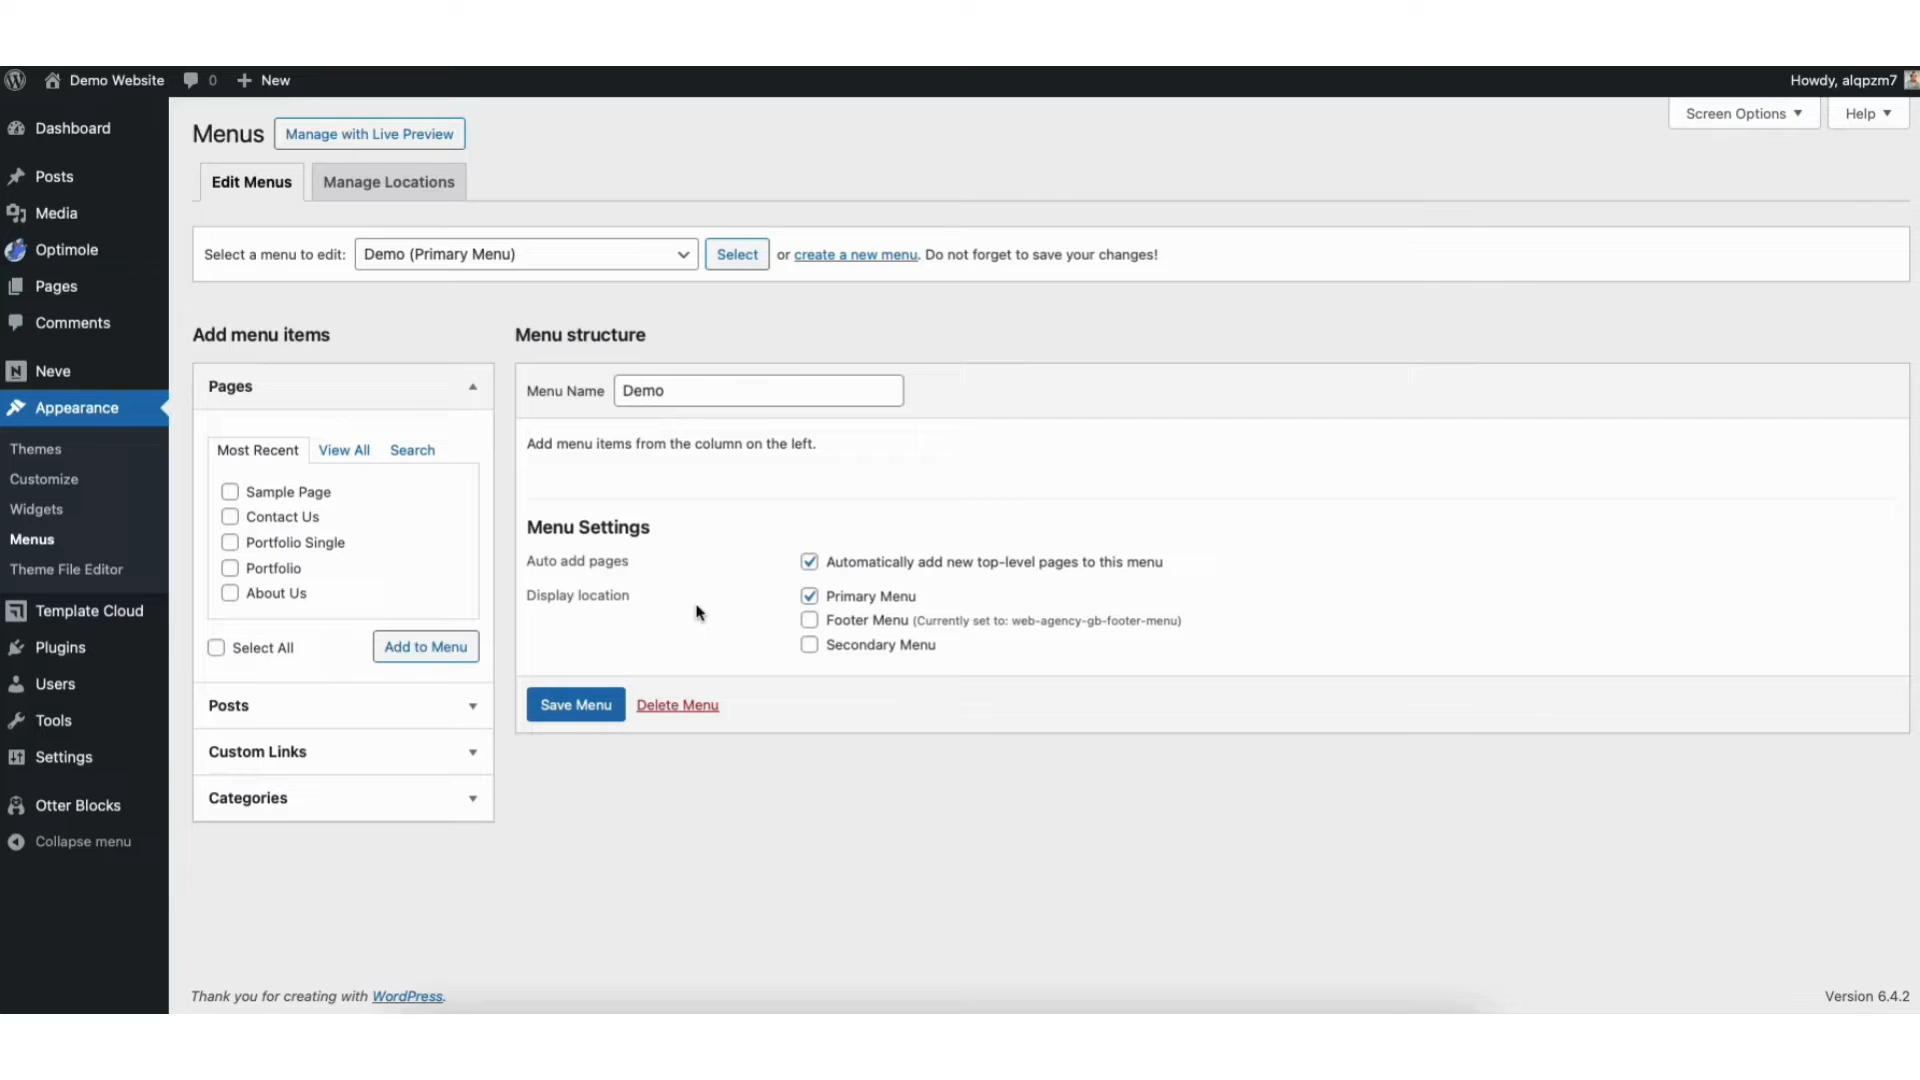 Demo Website 0 + New
Howdy, alqpzm7
Screen Options ▼
Help ▼
Dashboard
Posts
Media
Optimole
Pages
Comments
Neve
Appearance
Themes
Customize
Widgets
Menus
Theme File Editor
Template Cloud
Plugins
Users
Tools
Settings
Otter Blocks
Collapse menu
Menus
Manage with Live Preview
Edit Menus
Manage Locations
Select a menu to edit: Demo (Primary Menu) Select or create a new menu. Do not forget to save your changes!
Add menu items
Pages
Most Recent View All Search
Sample Page
Contact Us
Portfolio Single
Portfolio
About Us
Select All
Add to Menu
Posts
Custom Links
Categories
Menu structure
Menu Name Demo
Add menu items from the column on the left.
Menu Settings
Auto add pages
Automatically add new top-level pages to this menu
Display location
Primary Menu
Footer Menu (Currently set to: web-agency-gb-footer-menu)
Secondary Menu
Save Menu Delete Menu
Thank you for creating with WordPress.
Version 6.4.2